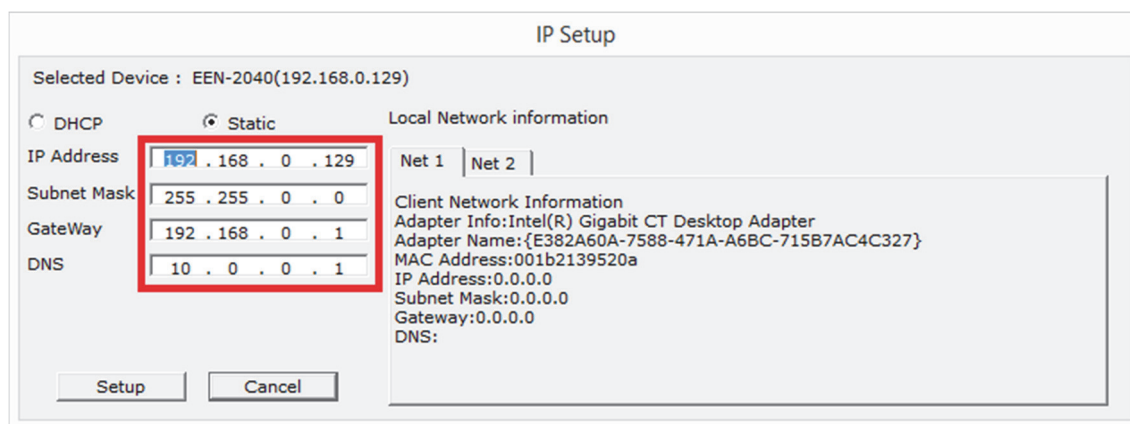 IP Setup
Selected Device : EEN-2040(192.168.0.129)
DHCP Static
IP Address 192 . 168 . 0 . 129
Subnet Mask 255 . 255 . 0 . 0
GateWay 192 . 168 . 0 . 1
DNS 10 . 0 . 0 . 1
Setup Cancel
Local Network information
Net 1 Net 2
Client Network Information
Adapter Info:Intel(R) Gigabit CT Desktop Adapter
Adapter Name:{E382A60A-7588-471A-A6BC-715B7AC4C327}
MAC Address:001b2139520a
IP Address:0.0.0.0
Subnet Mask:0.0.0.0
Gateway:0.0.0.0
DNS: